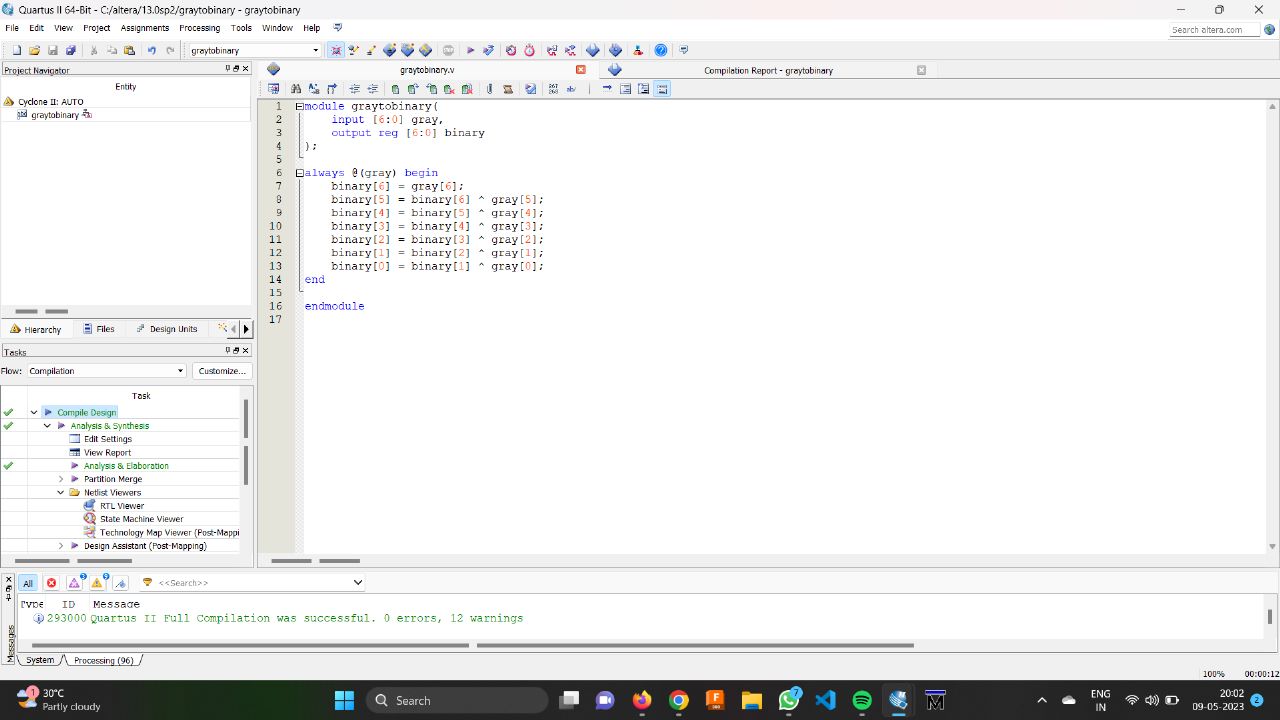 Quartus II 64-Bit - C:/altera/13.0sp2/graytobinary - graytobinary
File Edit View Project Assignments Processing Tools Window Help
Search altera.com
graytobinary
Project Navigator
Entity
Cyclone II: AUTO
graytobinary
Hierarchy Files Design Units
Tasks
Flow: Compilation Customize...
Task
Compile Design
Analysis & Synthesis
Edit Settings
View Report
Analysis & Elaboration
Partition Merge
Netlist Viewers
RTL Viewer
State Machine Viewer
Technology Map Viewer (Post-Mappi
Design Assistant (Post-Mapping)
graytobinary.v Compilation Report - graytobinary
267
268
ab/
1 module graytobinary(
2 input [6:0] gray,
3 output reg [6:0] binary
4 );
5
6 always @(gray) begin
7 binary[6] = gray[6];
8 binary[5] = binary[6] ^ gray[5];
9 binary[4] = binary[5] ^ gray[4];
10 binary[3] = binary[4] ^ gray[3];
11 binary[2] = binary[3] ^ gray[2];
12 binary[1] = binary[2] ^ gray[1];
13 binary[0] = binary[1] ^ gray[0];
14 end
15
16 endmodule
17
All <<Search>>
Type ID Message
293000 Quartus II Full Compilation was successful. 0 errors, 12 warnings
Messages
System Processing (96)
100% 00:00:12
1 30°C
Partly cloudy
Search
7
ENG
IN
20:02
09-05-2023
2